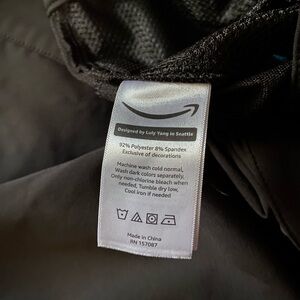 Designed by Luly Yang in Seattle
92% Polyester 8% Spandex
Exclusive of decorations
Machine wash cold normal,
Wash dark colors separately,
Only non-chlorine bleach when
needed, Tumble dry low,
Cool iron if needed
Made in China
RN 157087